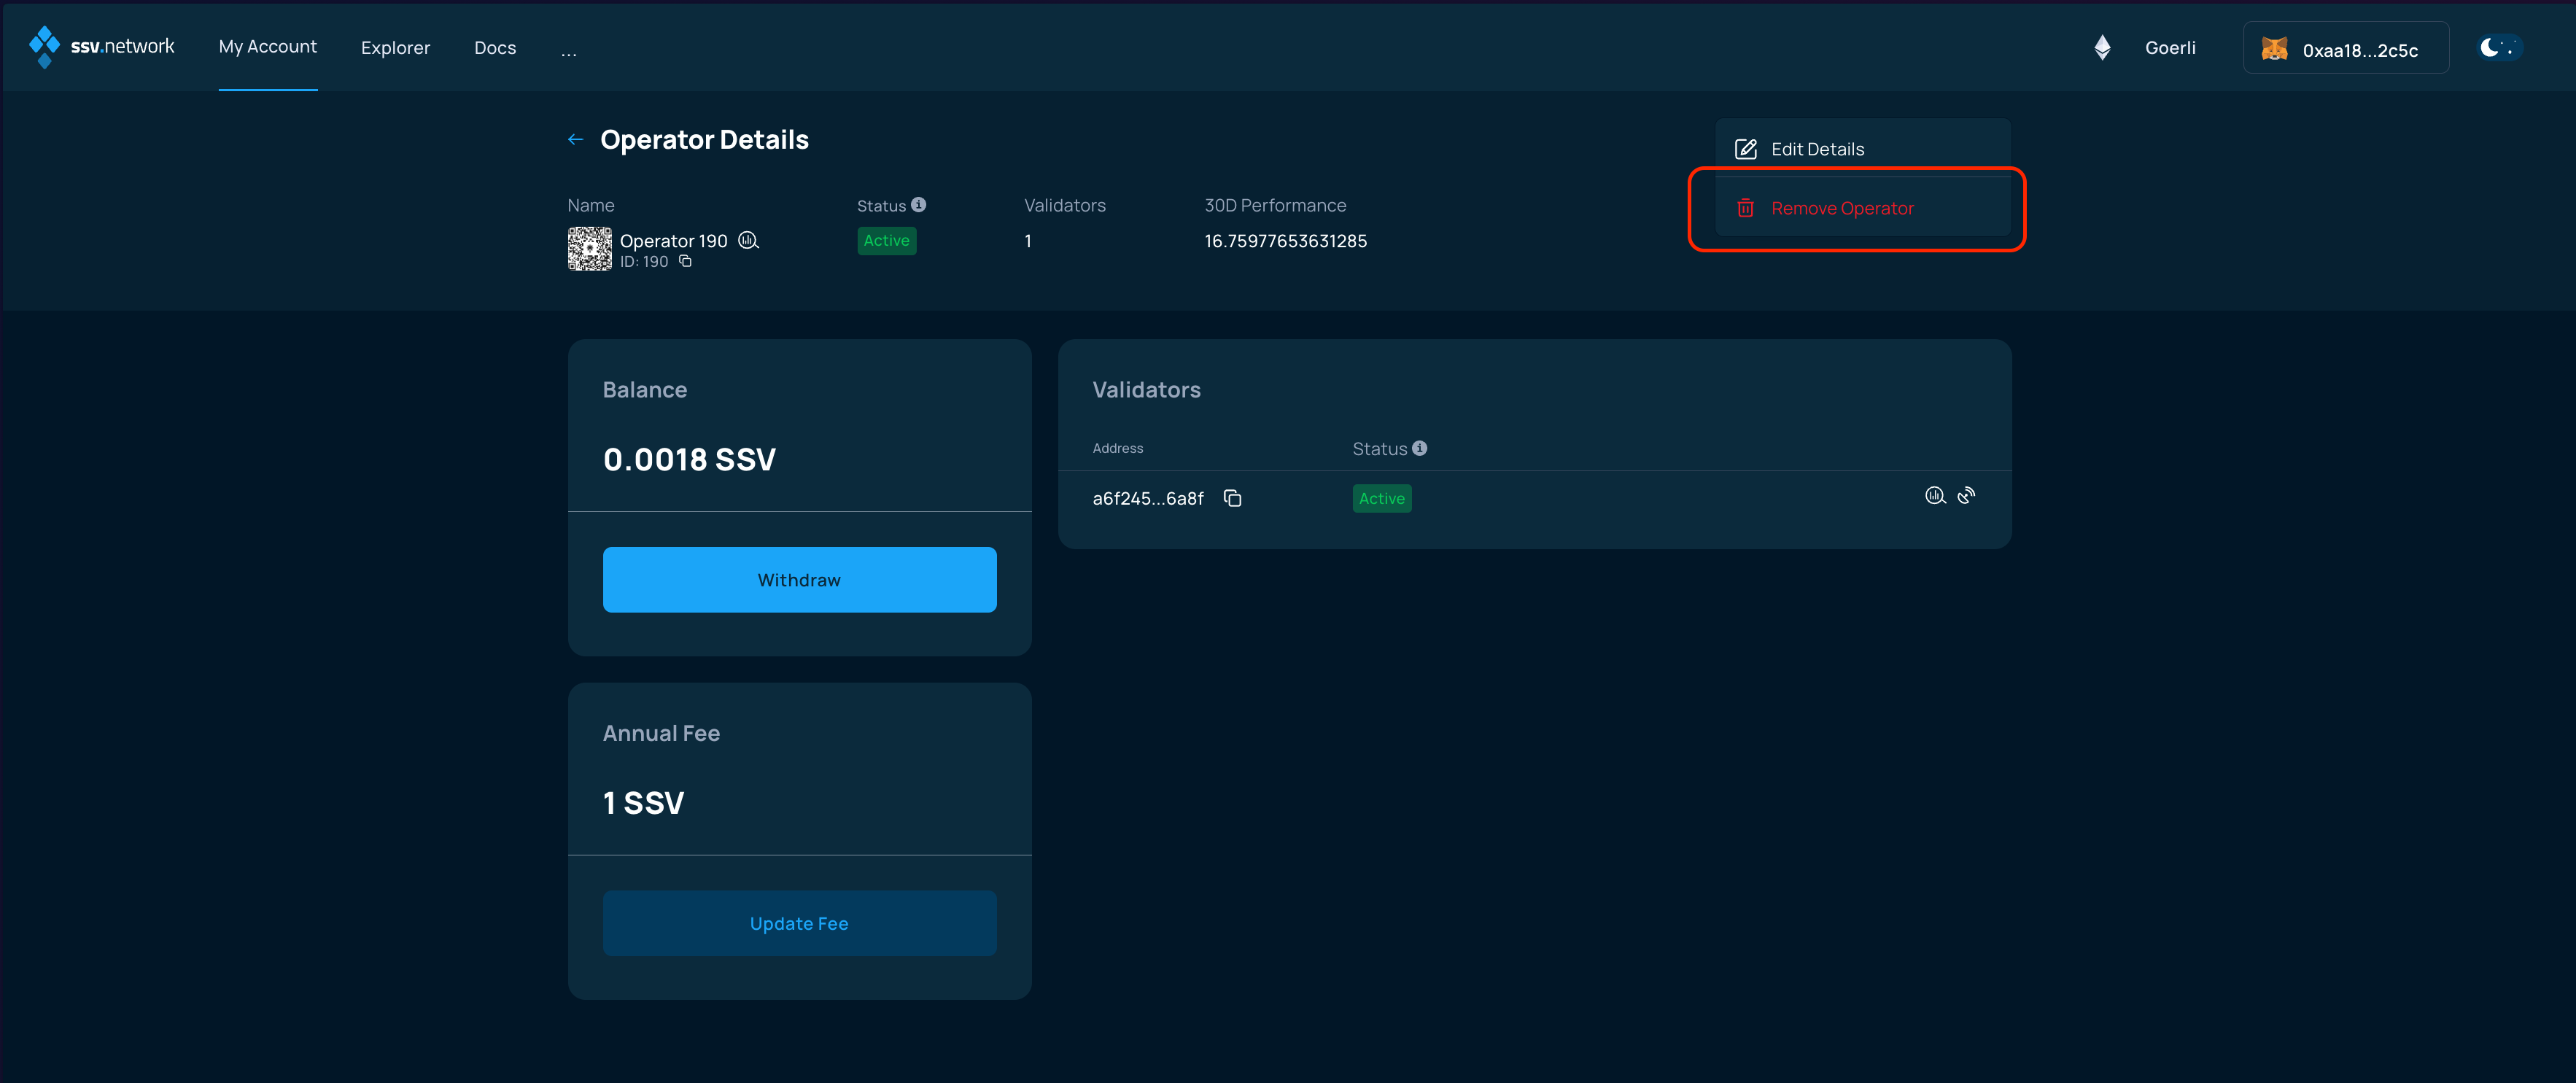 ssv.network
My Account
Explorer
Docs
...
Goerli
0xaa18...2c5c
Operator Details
Edit Details
Remove Operator
Name
Status
Validators
30D Performance
Operator 190
ID: 190
Active
1
16.75977653631285
Balance
0.0018 SSV
Withdraw
Validators
Address
Status
a6f245...6a8f
Active
Annual Fee
1 SSV
Update Fee